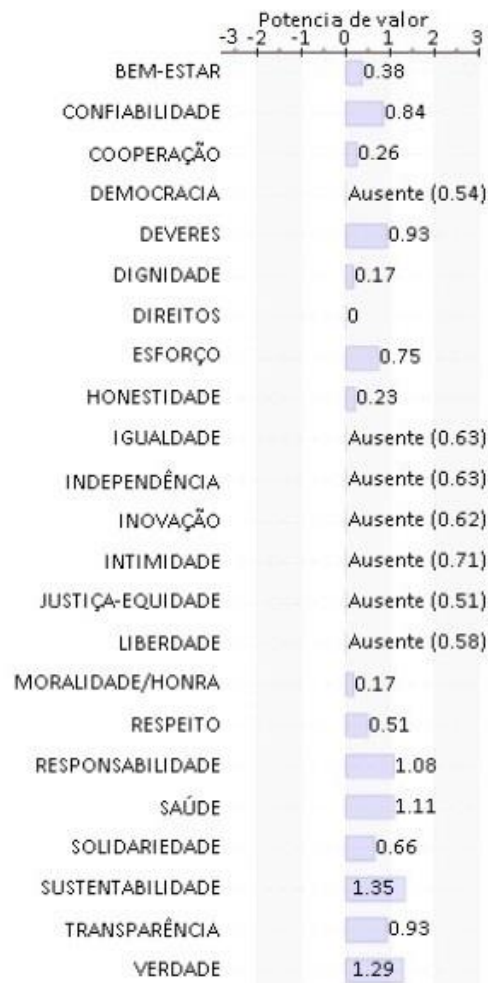 Potencia de valor
-3 -2 -1 0 1 2 3
BEM-ESTAR 0.38
CONFIABILIDADE 0.84
COOPERAÇÃO 0.26
DEMOCRACIA Ausente (0.54)
DEVERES 0.93
DIGNIDADE 0.17
DIREITOS 0
ESFORÇO 0.75
HONESTIDADE 0.23
IGUALDADE Ausente (0.63)
INDEPENDÊNCIA Ausente (0.63)
INOVAÇÃO Ausente (0.62)
INTIMIDADE Ausente (0.71)
JUSTIÇA-EQUIDADE Ausente (0.51)
LIBERDADE Ausente (0.58)
MORALIDADE/HONRA 0.17
RESPEITO 0.51
RESPONSABILIDADE 1.08
SAÚDE 1.11
SOLIDARIEDADE 0.66
SUSTENTABILIDADE 1.35
TRANSPARÊNCIA 0.93
VERDADE 1.29